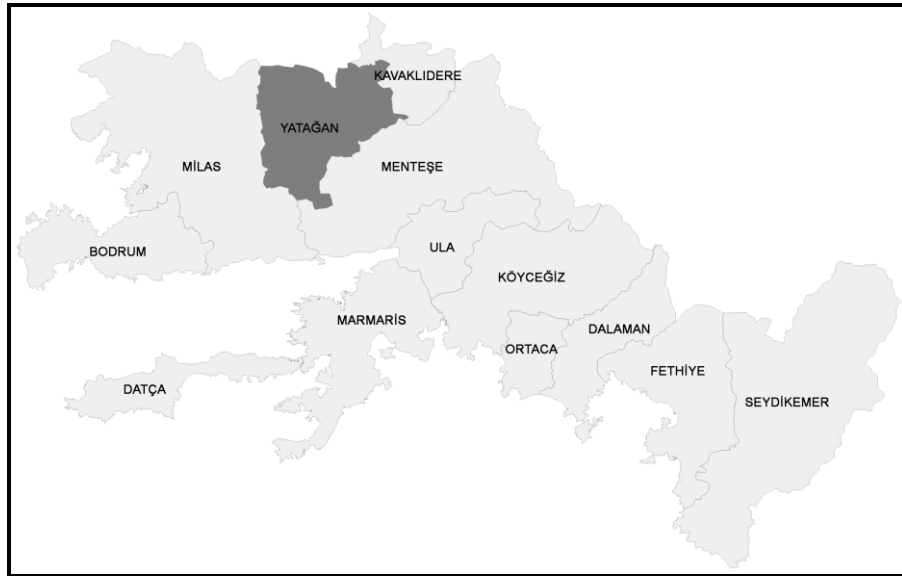 KAVAKLIDERE
YATAĞAN
MİLAS
MENTEŞE
BODRUM
ULA
KÖYCEĞİZ
MARMARİS
DALAMAN
ORTACA
FETHİYE
DATÇA
SEYDİKEMER